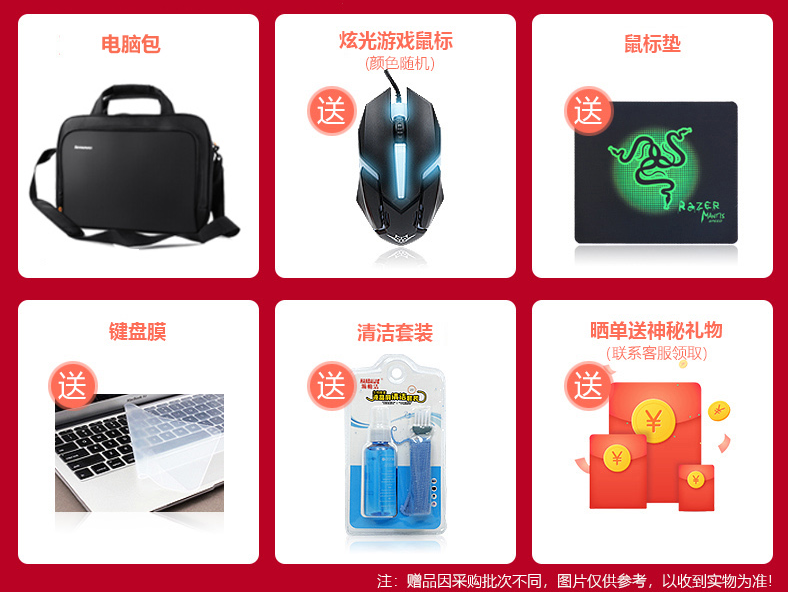 电脑包
炫光游戏鼠标
(颜色随机)
送
鼠标垫
送
RAZER
MANTIS
键盘膜
送
清洁套装
送
晒单送神秘礼物
(联系客服领取)
送
¥
¥
¥
注：赠品因采购批次不同，图片仅供参考，以收到实物为准!